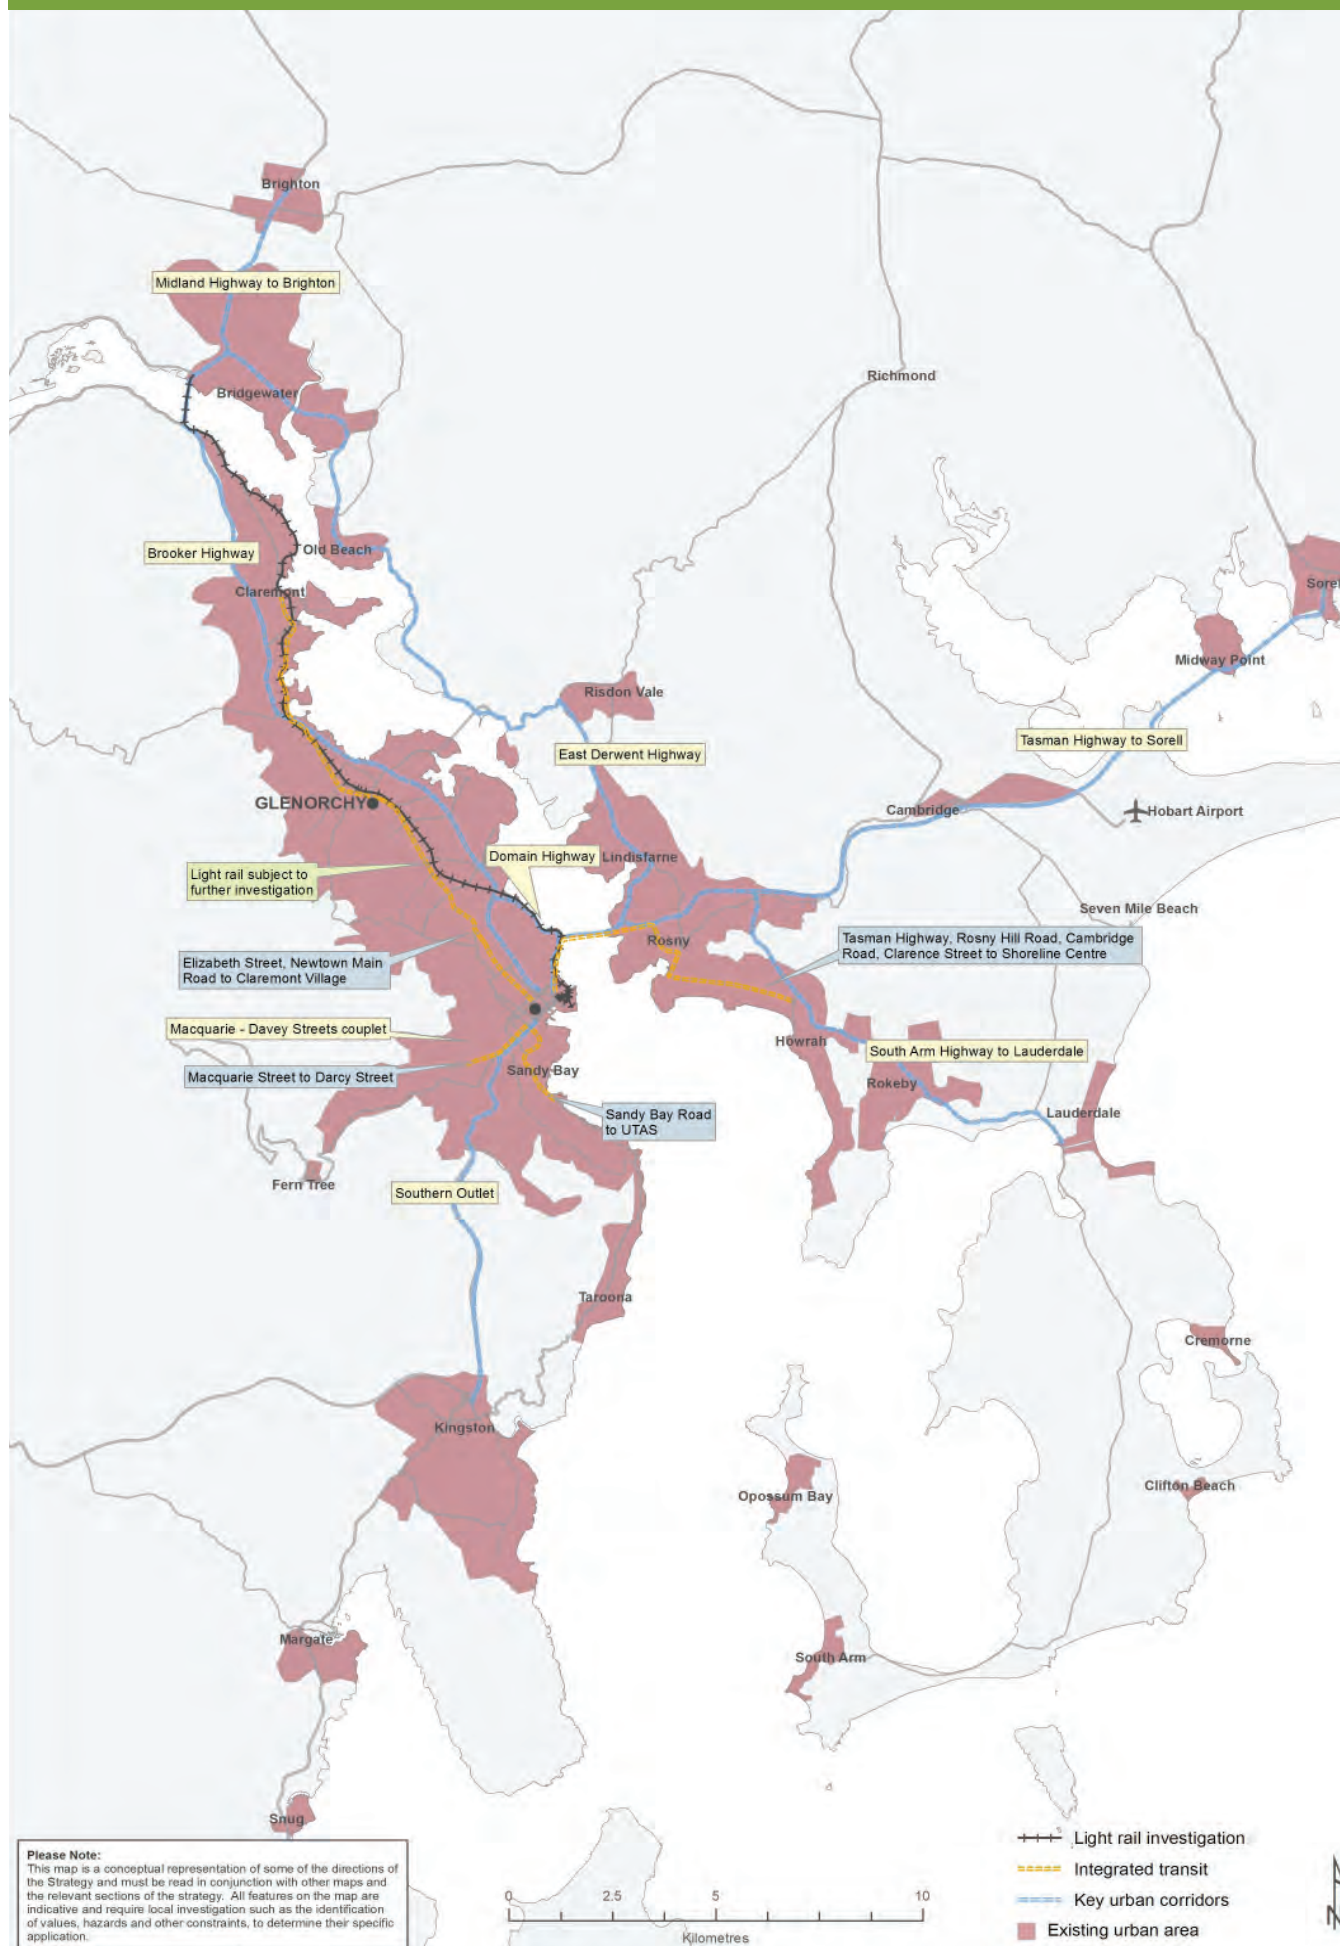 Brighton
Midland Highway to Brighton
Richmond
Bridgewater
Brooker Highway
Old Beach
Claremont
Midway Point
Risdon Vale
Tasman Highway to Sorell
East Derwent Highway
GLENORCHY
Cambridge
Hobart Airport
Domain Highway
Lindisfarne
Light rail subject to
further investigation
Seven Mile Beach
Rosny
Tasman Highway, Rosny Hill Road, Cambridge
Road, Clarence Street to Shoreline Centre
Elizabeth Street, Newtown Main
Road to Claremont Village
Macquarie - Davey Streets couplet
Howrah
South Arm Highway to Lauderdale
Macquarie Street to Darcy Street
Sandy Bay
Rokeby
Sandy Bay Road
to UTAS
Lauderdale
Fern Tree
Southern Outlet
Taroona
Cremorne
Kingston
Clifton Beach
Opossum Bay
Margate
South Arm
Snug
Please Note:
This map is a conceptual representation of some of the directions of
the Strategy and must be read in conjunction with other maps and
the relevant sections of the strategy. All features on the map are
indicative and require local investigation such as the identification
of values, hazards and other constraints, to determine their specific
application.
0 2.5 5 10
Kilometres
Light rail investigation
Integrated transit
Key urban corridors
Existing urban area
N